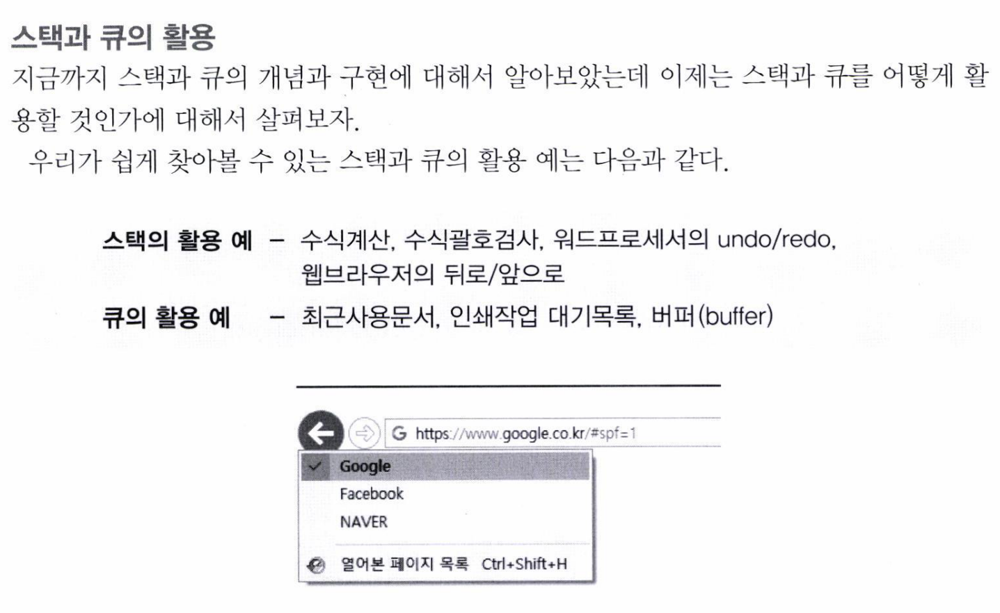 스택과 큐의 활용
지금까지 스택과 큐의 개념과 구현에 대해서 알아보았는데 이제는 스택과 큐를 어떻게 활
용할 것인가에 대해서 살펴보자.
우리가 쉽게 찾아볼 수 있는 스택과 큐의 활용 예는 다음과 같다.
스택의 활용 예 - 수식계산, 수식괄호검사, 워드프로세서의 undo/redo,
웹브라우저의 뒤로/앞으로
큐의 활용 예 - 최근사용문서, 인쇄작업 대기목록, 버퍼(buffer)
https://www.google.co.kr/#spf=1
Google
Facebook
NAVER
열어본 페이지 목록 Ctrl+Shift+H